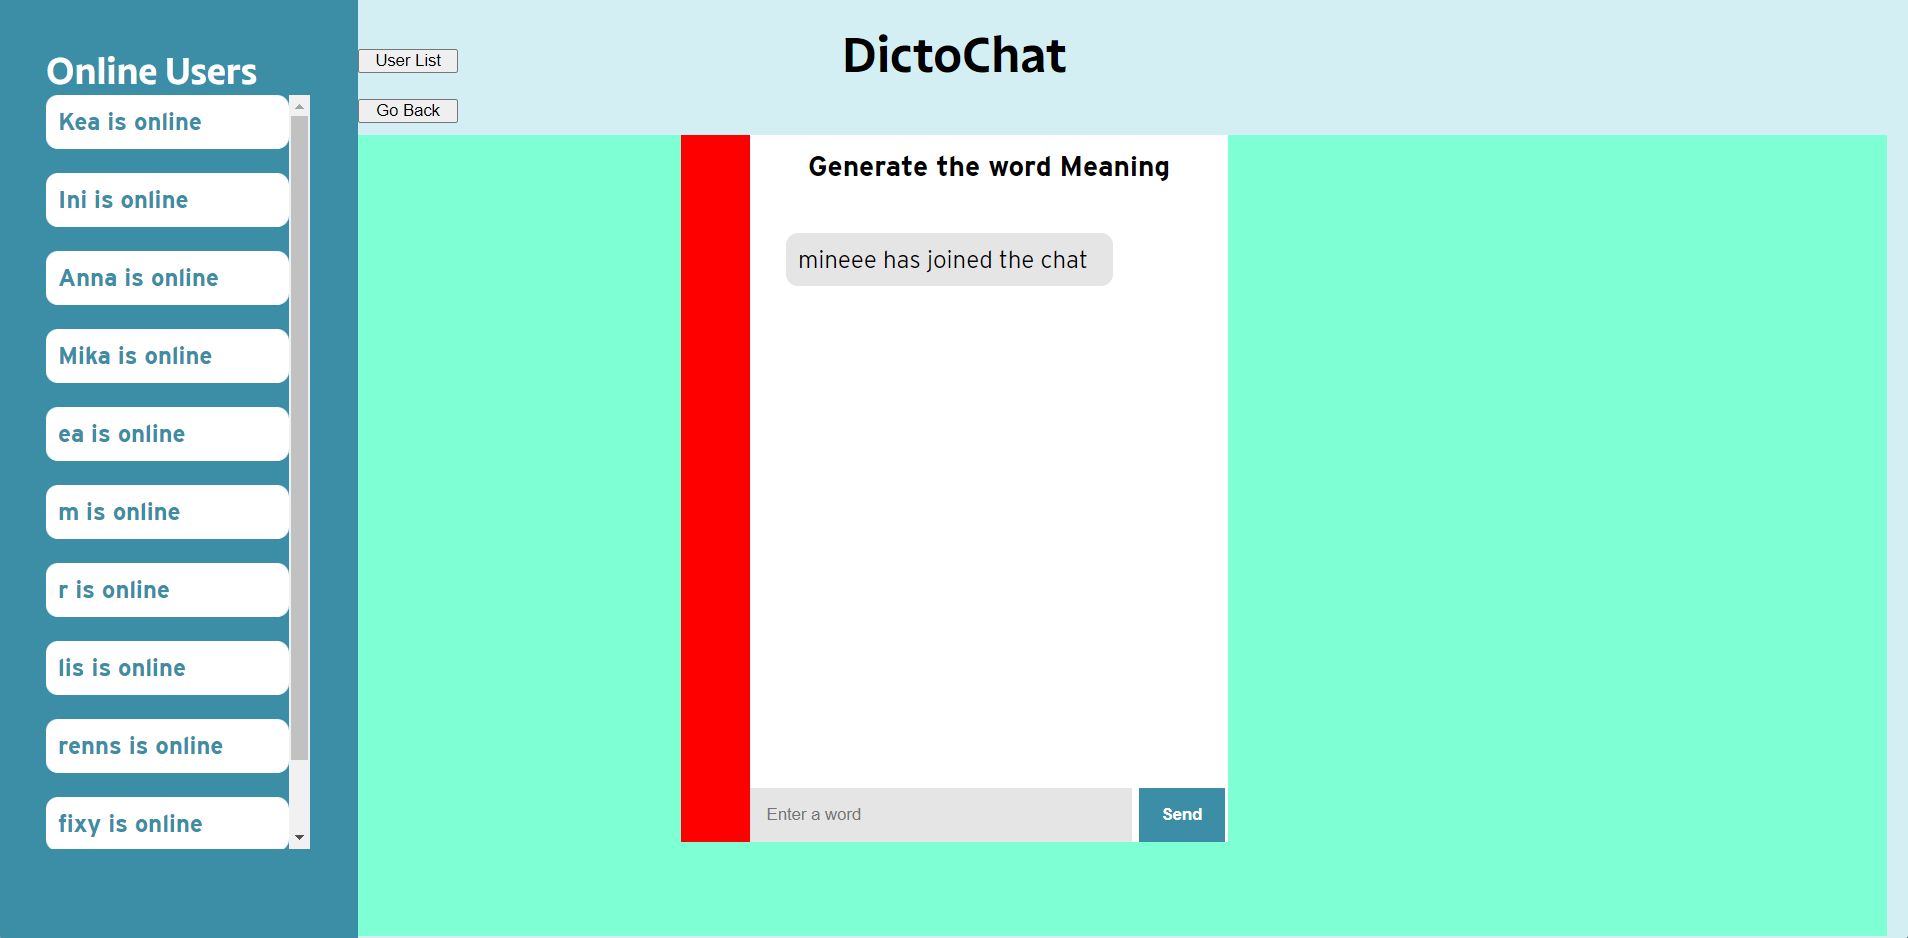 Online Users
Kea is online
Ini is online
Anna is online
Mika is online
ea is online
m is online
r is online
lis is online
renns is online
fixy is online
User List
Go Back
DictoChat
Generate the word Meaning
mineee has joined the chat
Enter a word
Send